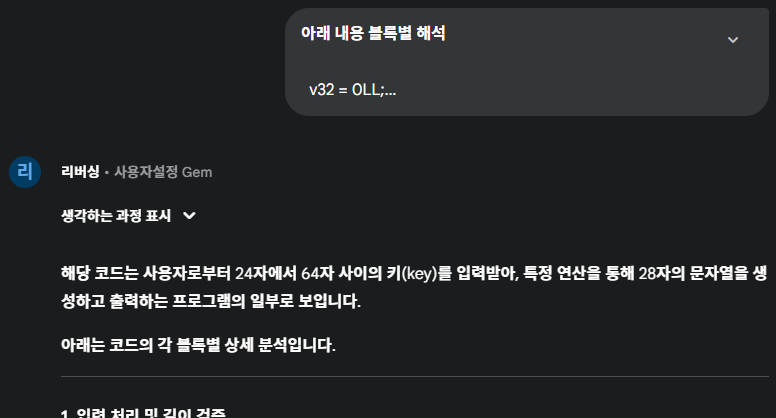 아래 내용 블록별 해석
v32 = 0LL;...
리
리버싱 • 사용자설정 Gem
생각하는 과정 표시
해당 코드는 사용자로부터 24자에서 64자 사이의 키(key)를 입력받아, 특정 연산을 통해 28자의 문자열을 생
성하고 출력하는 프로그램의 일부로 보입니다.
아래는 코드의 각 블록별 상세 분석입니다.
1. 입력 처리 및 길이 검증